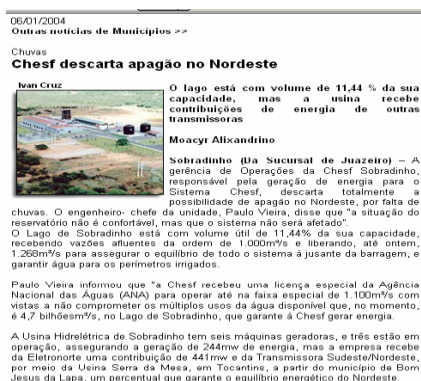 06/01/2004
Outras notícias de Municípios >>
Chuvas
Chesf descarta apagão no Nordeste
Ivan Cruz
O lago está com volume de 11,44 % da sua
capacidade, mas a usina recebe
contribuições de energia de outras
transmissoras
Moacyr Alixandrino
Sobradinho (Da Sucursal de Juazeiro) – A
gerência de Operações da Chesf Sobradinho,
responsável pela geração de energia para o
Sistema Chesf, descarta totalmente a
possibilidade de apagão no Nordeste, por falta de
chuvas. O engenheiro- chefe da unidade, Paulo Vieira, disse que "a situação do
reservatório não é confortável, mas que o sistema não será afetado".
O Lago de Sobradinho está com volume útil de 11,44% da sua capacidade,
recebendo vazões afluentes da ordem de 1.000m³/s e liberando, até ontem,
1.268m³/s para assegurar o equilíbrio de todo o sistema à jusante da barragem, e
garantir água para os perímetros irrigados.
Paulo Vieira informou que "a Chesf recebeu uma licença especial da Agência
Nacional das Águas (ANA) para operar até na faixa especial de 1.100m³/s com
vistas a não comprometer os múltiplos usos da água disponível que, no momento,
é 4,7 bilhõesm³/s, no Lago de Sobradinho, que garante à Chesf gerar energia.
A Usina Hidrelétrica de Sobradinho tem seis máquinas geradoras, e três estão em
operação, assegurando a geração de 244mw de energia, mas a empresa recebe
da Eletronorte uma contribuição de 441mw e da Transmissora Sudeste/Nordeste,
por meio da Usina Serra da Mesa, em Tocantins, a partir do município de Bom
Jesus da Lapa, um percentual que garante o equilíbrio energético do Nordeste.